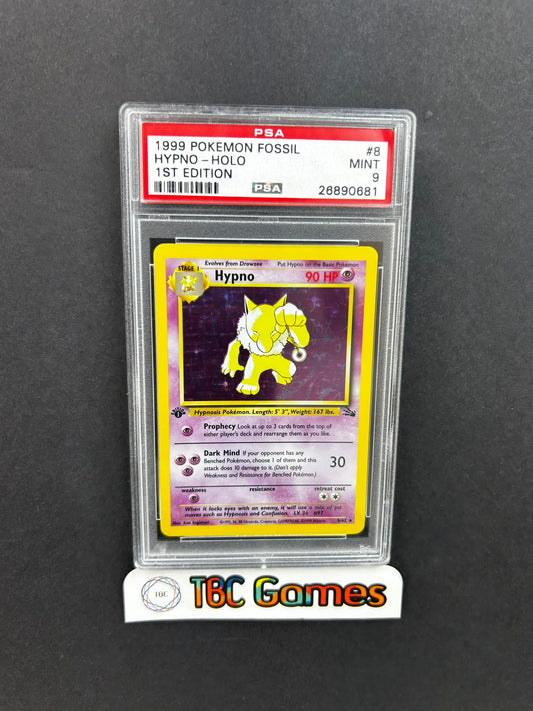 PSA
1999 POKEMON FOSSIL #8
HYPNO - HOLO MINT
1ST EDITION PSA 9
26890681
Evolves from Drowzee Put Hypno on the Basic Pokémon
STAGE 1
Hypno 90 HP
1
Hypnosis Pokémon. Length: 5' 3", Weight: 167 lbs.
Prophecy Look at up to 3 cards from the top of
either player's deck and rearrange them as you like.
Dark Mind If your opponent has any
Benched Pokémon, choose 1 of them and this
attack does 10 damage to it. (Don't apply
Weakness and Resistance for Benched Pokémon.)
30
weakness resistance retreat cost
When it locks eyes with an enemy, it will use a mix of psi
moves such as Hypnosis and Confusion. LV. 36 #97
8/62
TBC
TBC Games